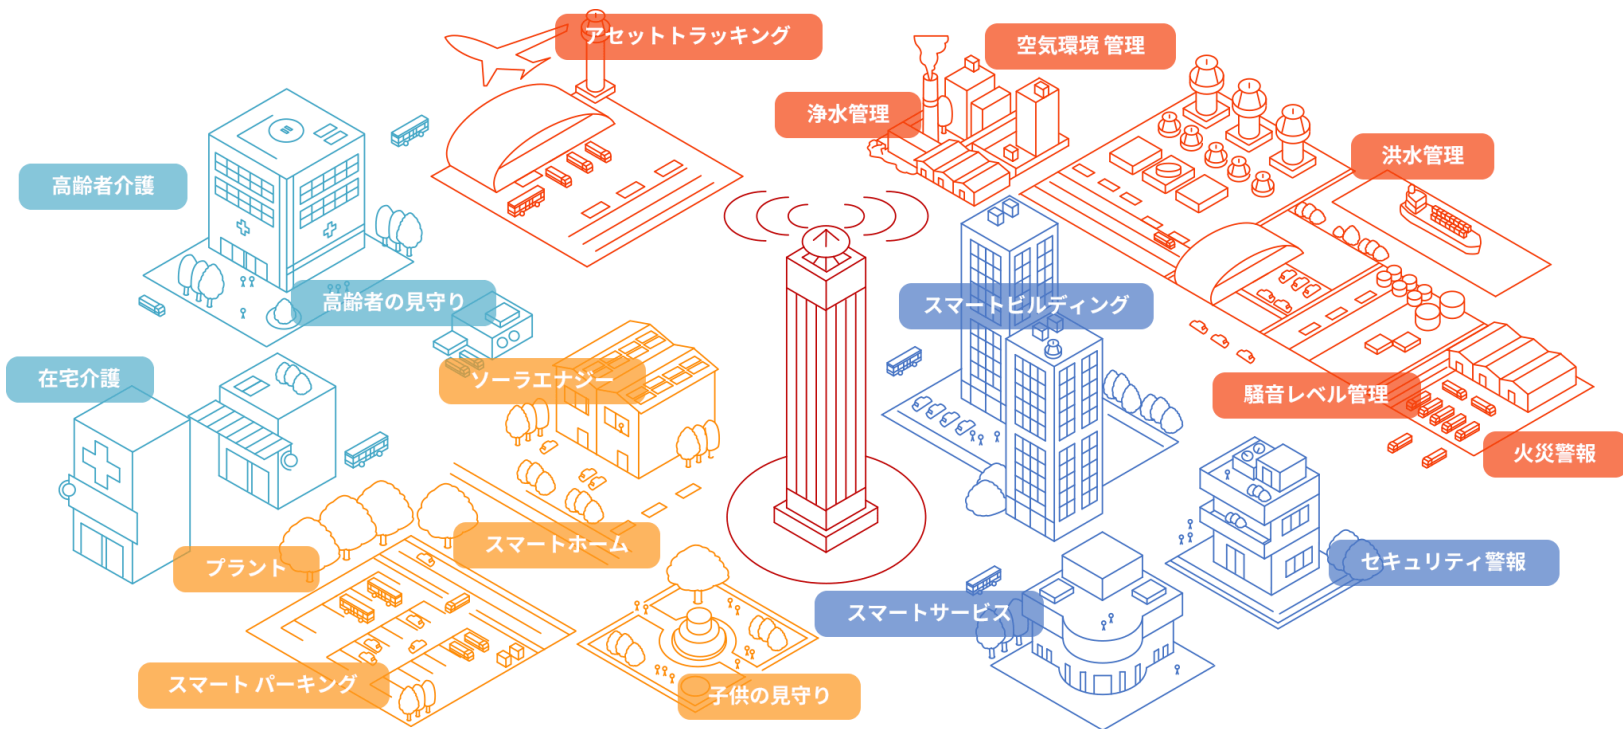 アセットトラッキング
空気環境 管理
浄水管理
洪水管理
高齢者介護
高齢者の見守り
スマートビルディング
在宅介護
ソーラエナジー
騒音レベル管理
火災警報
スマートホーム
プラント
セキュリティ警報
スマートサービス
スマート パーキング
子供の見守り